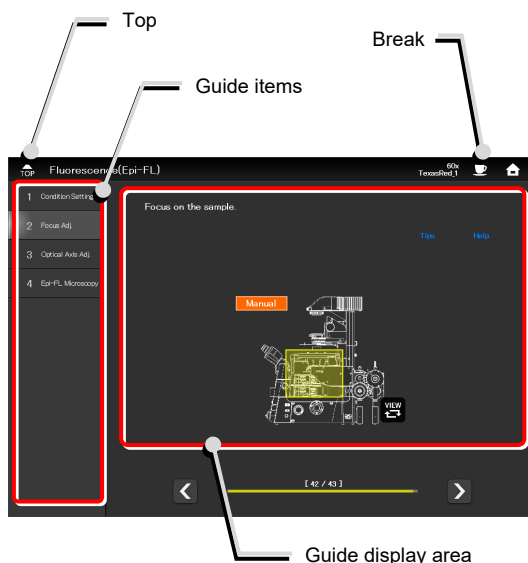 Top
Break
Guide items
TOP
Fluorescence(Epi-FL)
60x
TexasRed_1
1 Condition Setting
2 Focus Adj.
3 Optical Axis Adj.
4 Epi-FL Microscopy
Focus on the sample.
Tips Help
Manual
VIEW
[ 42 / 43 ]
Guide display area